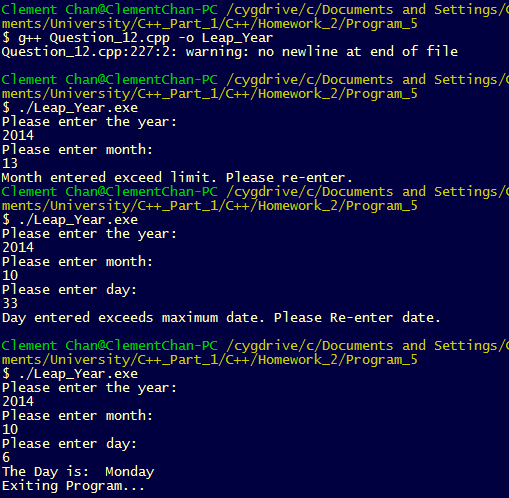 Clement Chan@ClementChan-PC /cygdrive/c/Documents and Settings/
ments/University/C++_Part_1/C++/Homework_2/Program_5
$ g++ Question_12.cpp -o Leap_Year
Question_12.cpp:227:2: warning: no newline at end of file
Clement Chan@ClementChan-PC /cygdrive/c/Documents and Settings/
ments/University/C++_Part_1/C++/Homework_2/Program_5
$ ./Leap_Year.exe
Please enter the year:
2014
Please enter month:
13
Month entered exceed limit. Please re-enter.
Clement Chan@ClementChan-PC /cygdrive/c/Documents and Settings/
ments/University/C++_Part_1/C++/Homework_2/Program_5
$ ./Leap_Year.exe
Please enter the year:
2014
Please enter month:
10
Please enter day:
33
Day entered exceeds maximum date. Please Re-enter date.
Clement Chan@ClementChan-PC /cygdrive/c/Documents and Settings/
ments/University/C++_Part_1/C++/Homework_2/Program_5
$ ./Leap_Year.exe
Please enter the year:
2014
Please enter month:
10
Please enter day:
6
The Day is:  Monday
Exiting Program...